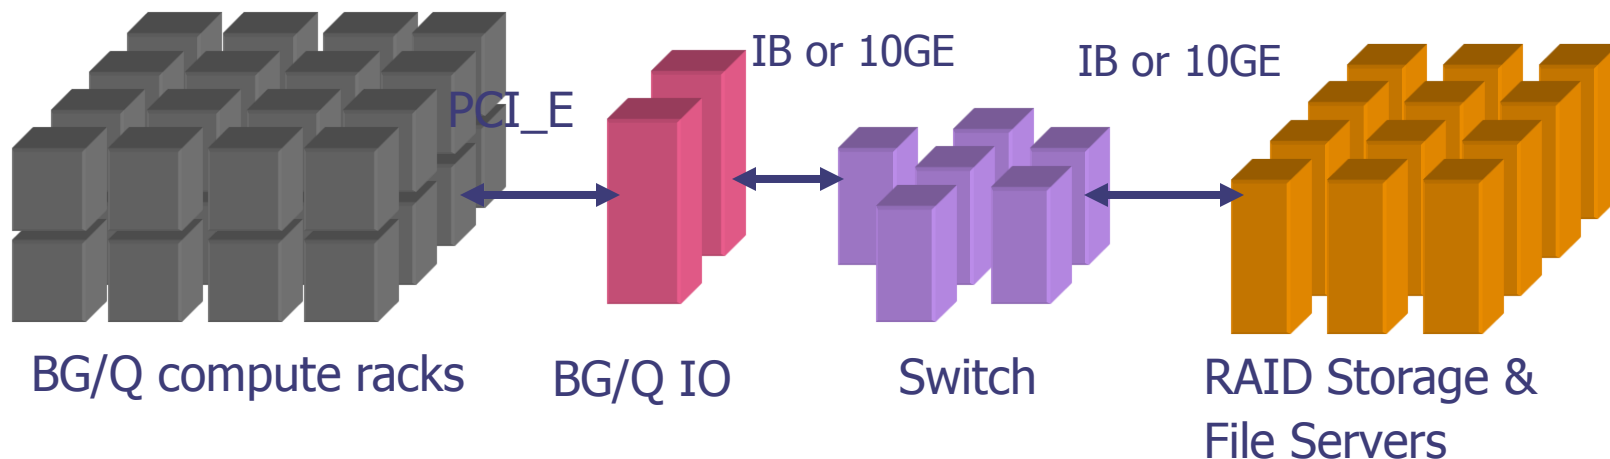 IB or 10GE
IB or 10GE
PCI_E
BG/Q compute racks
BG/Q IO
Switch
RAID Storage &
File Servers